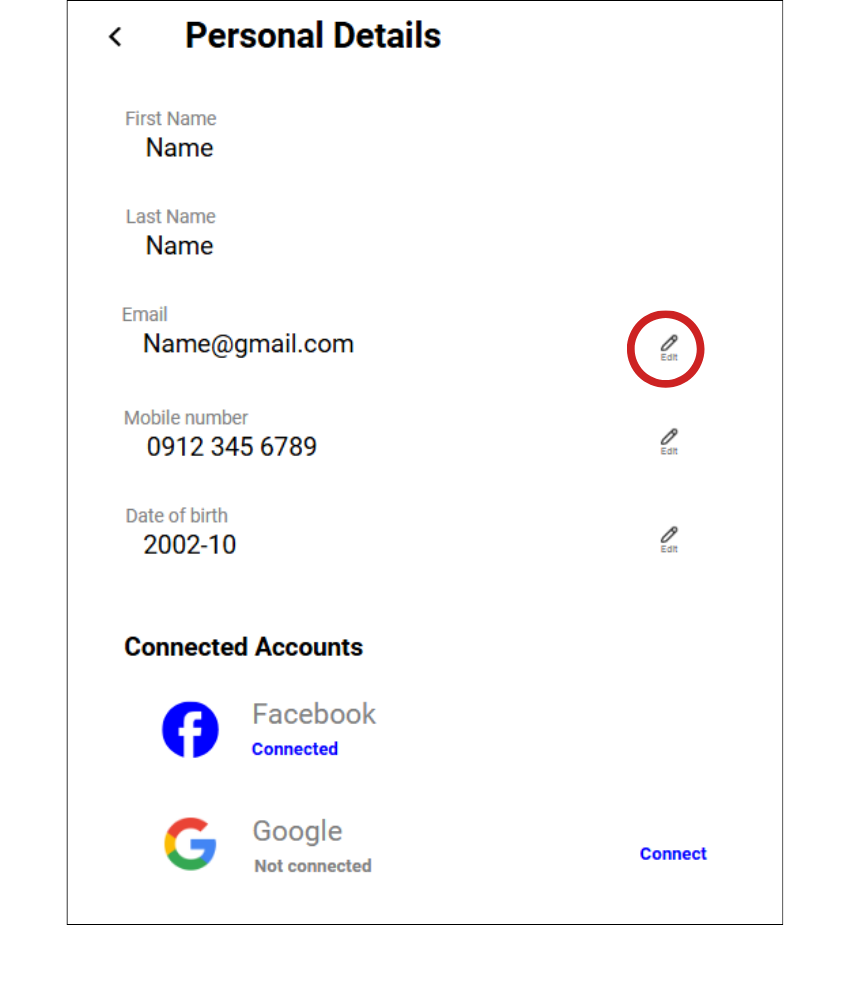 Personal Details
First Name
Name
Last Name
Name
Email
Name@gmail.com
Edit
Mobile number
0912 345 6789
Edit
Date of birth
2002-10
Edit
Connected Accounts
Facebook
Connected
Google
Not connected
Connect